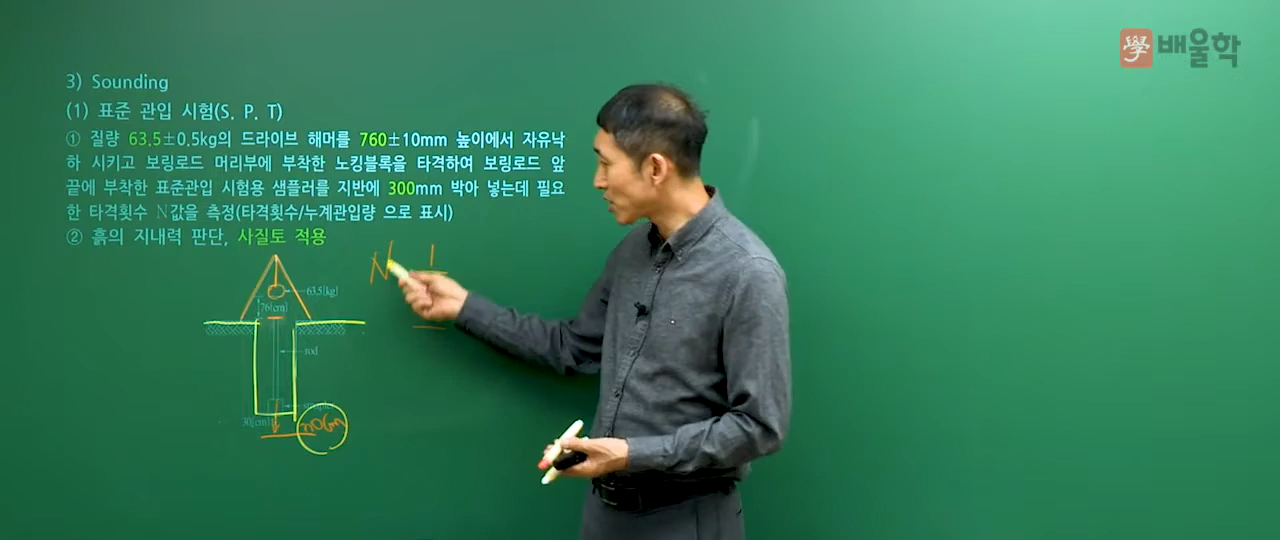 學 배울학
3) Sounding
(1) 표준 관입 시험(S. P. T)
① 질량 63.5±0.5kg의 드라이브 해머를 760±10mm 높이에서 자유낙
하 시키고 보링로드 머리부에 부착한 노킹블록을 타격하여 보링로드 앞
끝에 부착한 표준관입 시험용 샘플러를 지반에 300mm 박아 넣는데 필요
한 타격횟수 N값을 측정(타격횟수/누계관입량 으로 표시)
② 흙의 지내력 판단, 사질토 적용
N
63.5[kg]
76[cm]
rod
30[cm]
30cm